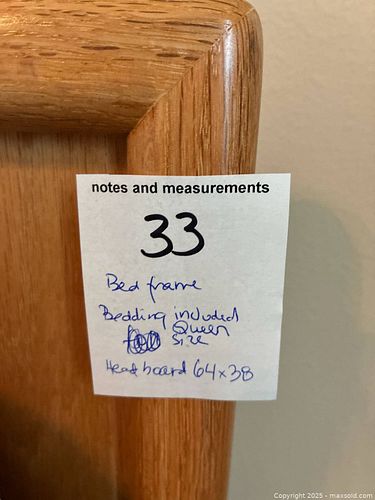 notes and measurements
33
Bed frame
Bedding included
Queen
size
Headboard 64x38
Copyright 2025 - maxsold.com